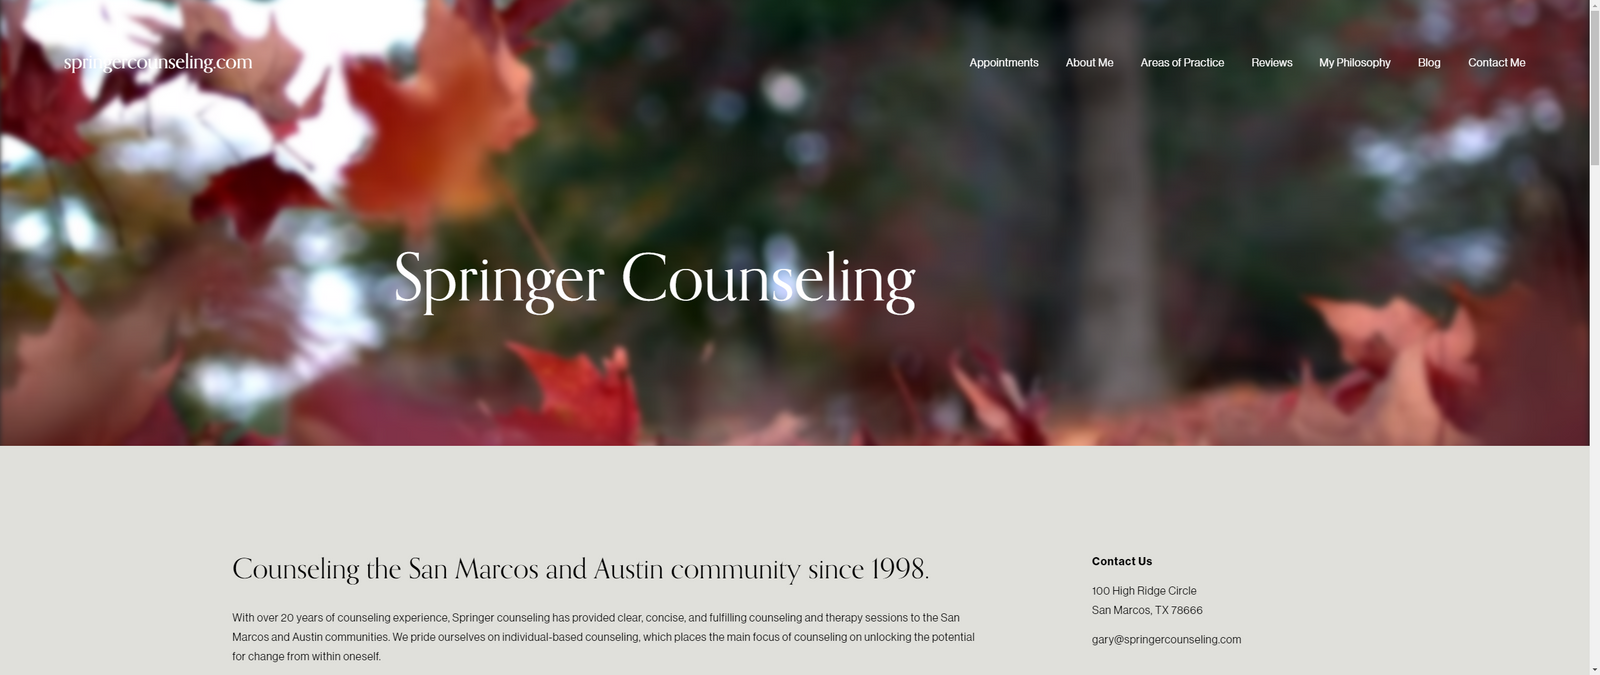 springercounseling.com
Appointments About Me Areas of Practice Reviews My Philosophy Blog Contact Me
Springer Counseling
Counseling the San Marcos and Austin community since 1998.
With over 20 years of counseling experience, Springer counseling has provided clear, concise, and fulfilling counseling and therapy sessions to the San
Marcos and Austin communities. We pride ourselves on individual-based counseling, which places the main focus of counseling on unlocking the potential
for change from within oneself.
Contact Us
100 High Ridge Circle
San Marcos, TX 78666
gary@springercounseling.com